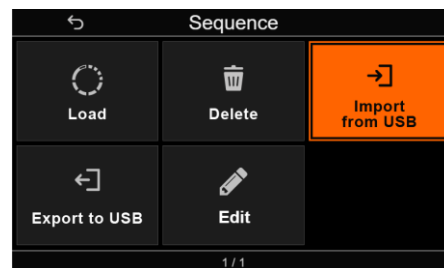 Sequence
Load
Delete
Import
from USB
Export to USB
Edit
1 / 1